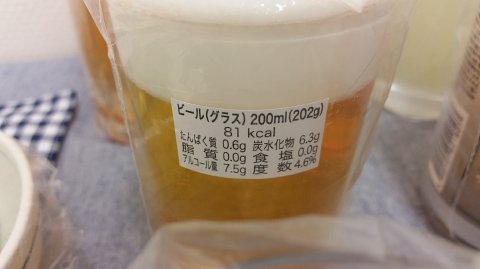 ビール(グラス) 200ml(202g)
81 kcal
たんぱく質 0.6g 炭水化物 6.3g
脂質 0.0g 食塩 0.0g
アルコール量 7.5g 度数 4.6%